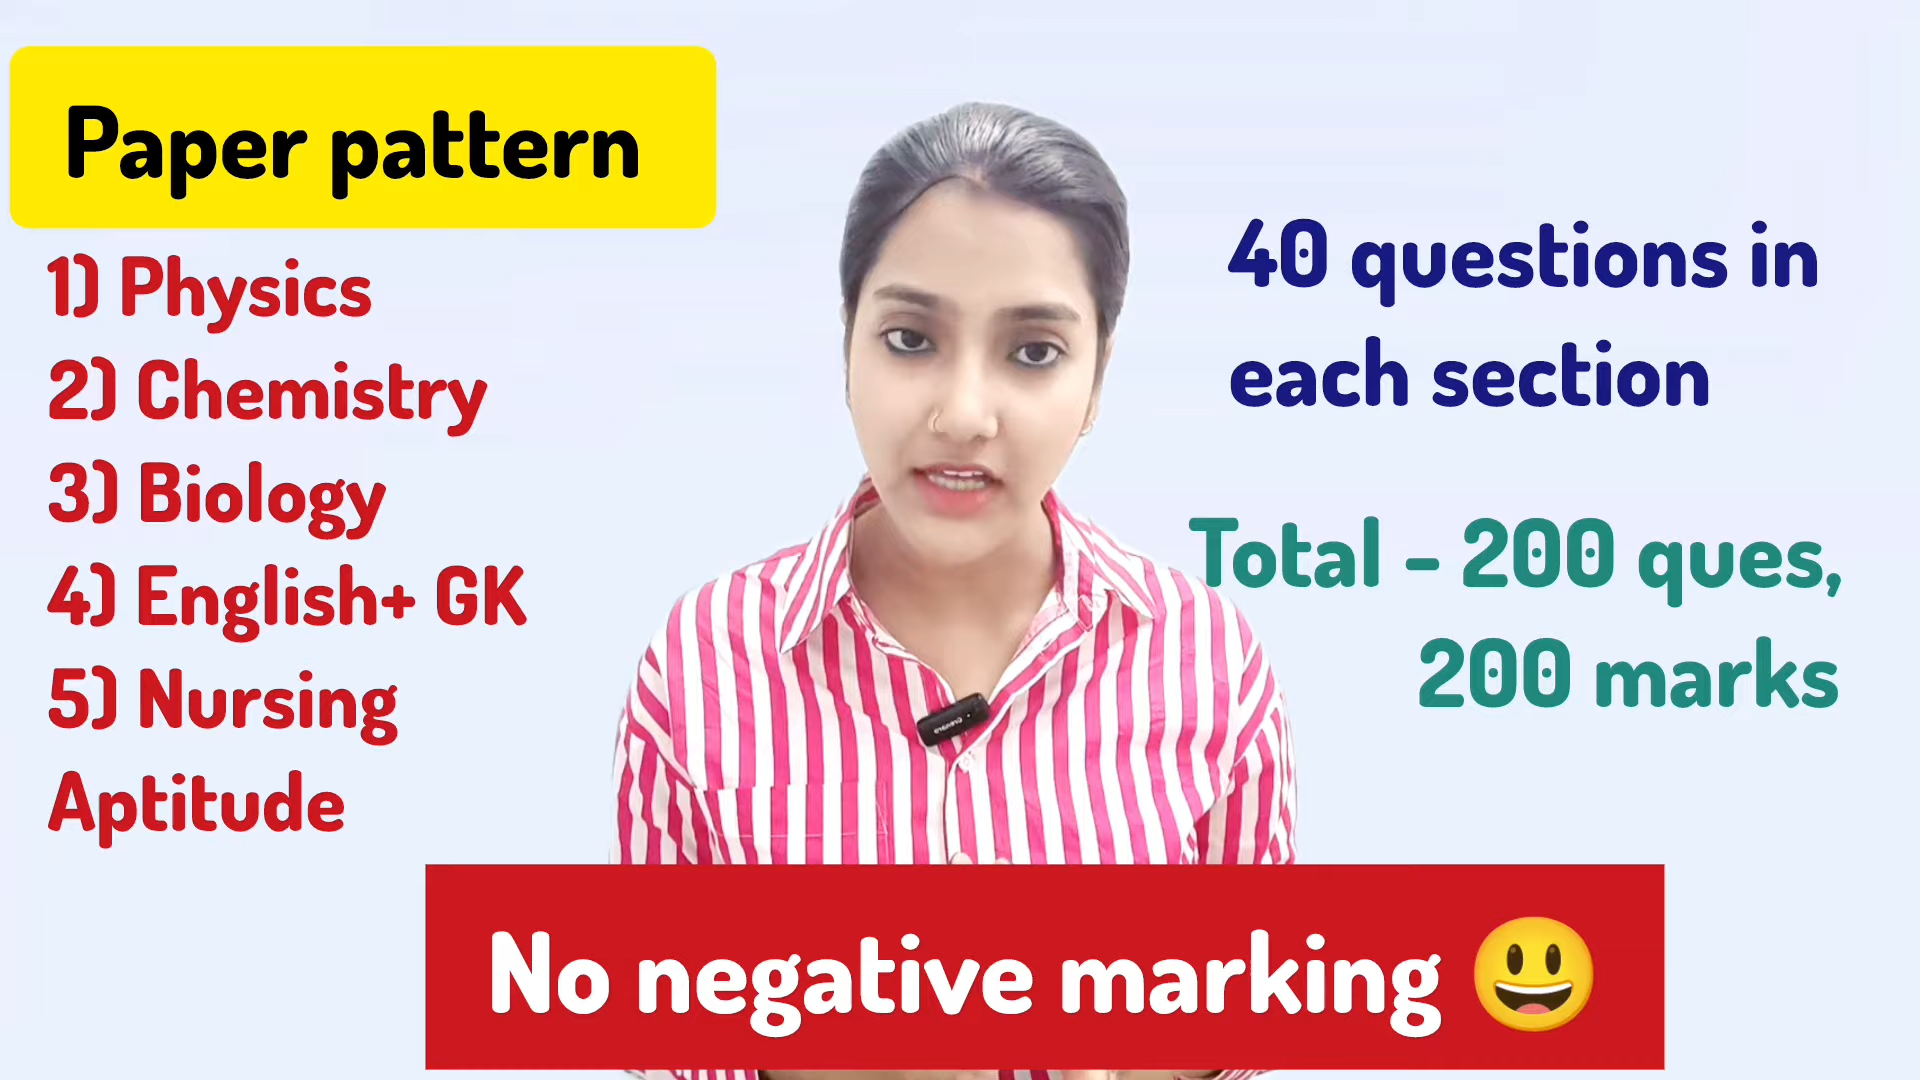 Paper pattern
1) Physics
2) Chemistry
3) Biology
4) English+ GK
5) Nursing
Aptitude
40 questions in
each section
Total - 200 ques,
200 marks
No negative marking 😃